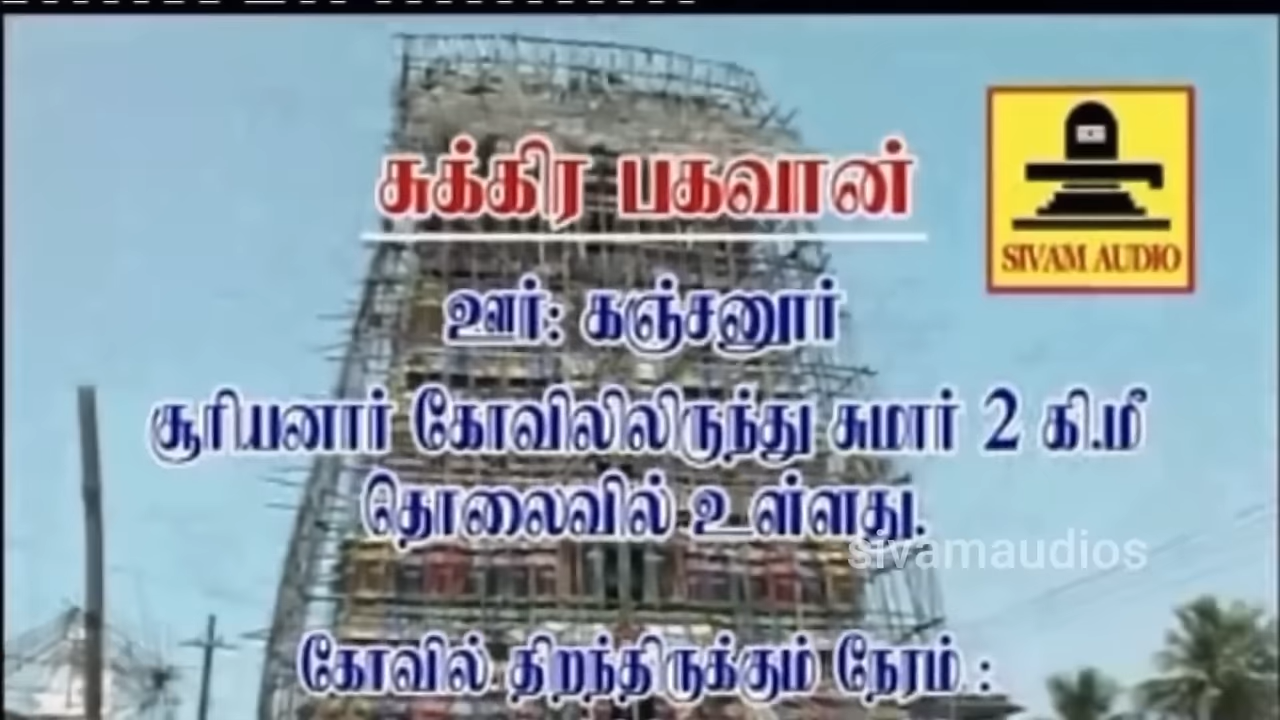 சுக்கிர பகவான்
SIVAM AUDIO
ஊர்: கஞ்சனூர்
சூரியனார் கோவிலிலிருந்து சுமார் 2 கி.மீ
தொலைவில் உள்ளது.
sivamaudios
கோவில் திறந்திருக்கும் நேரம் :